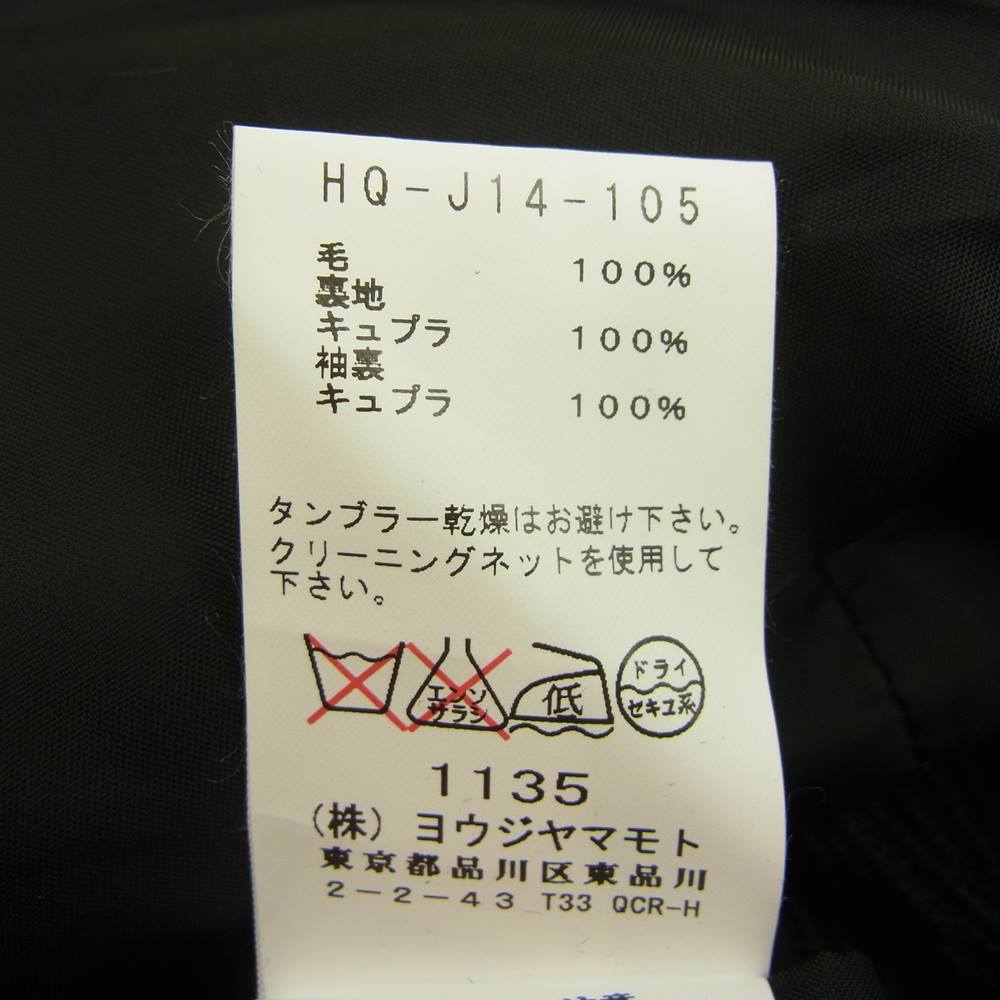 HQ-J14-105
毛 100%
裏地
キュプラ 100%
袖裏
キュプラ 100%
タンブラー乾燥はお避け下さい。
クリーニングネットを使用して
下さい。
エンソ
サラシ
低
ドライ
セキユ系
1135
(株)ヨウジヤマモト
東京都品川区東品川
2-2-43 T33 QCR-H